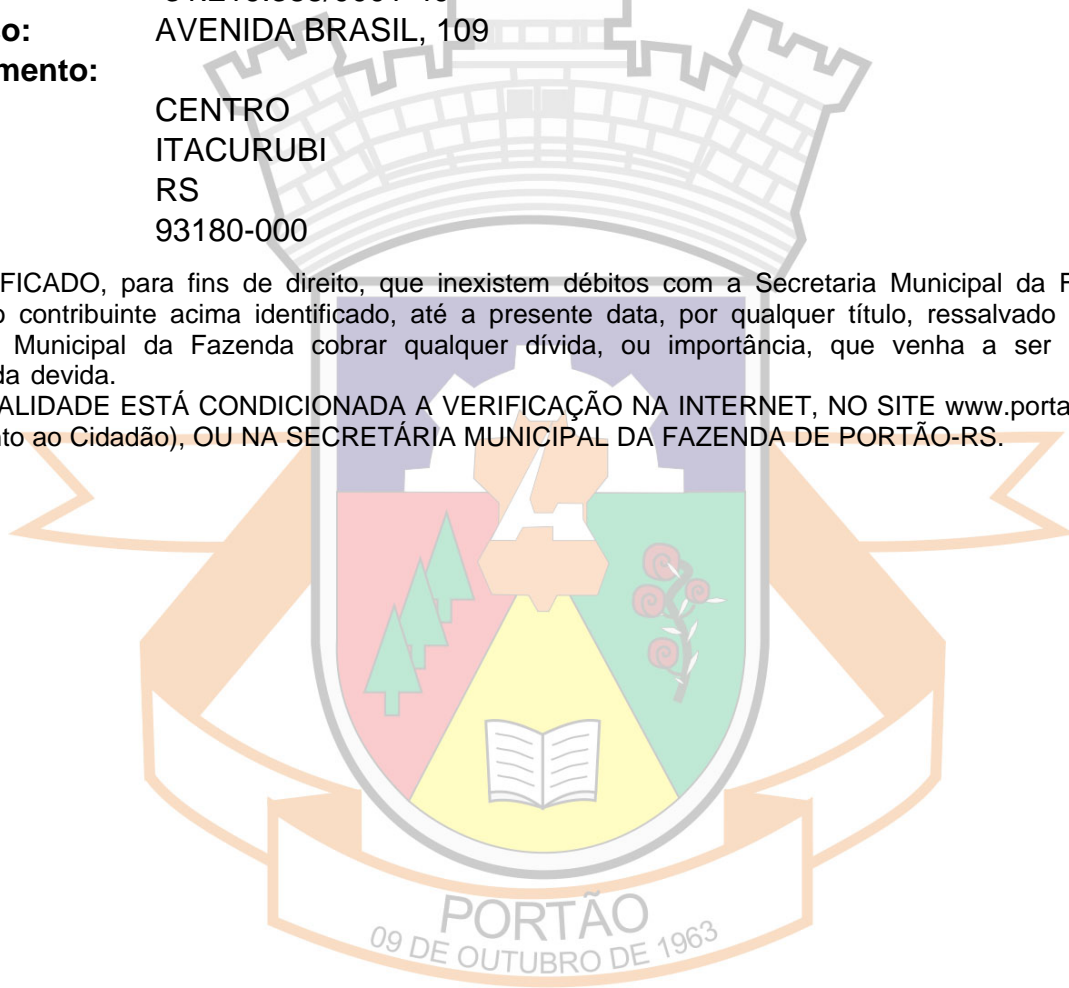 o: AVENIDA BRASIL, 109
mento:
CENTRO
ITACURUBI
RS
93180-000
FICADO, para fins de direito, que inexistem débitos com a Secretaria Municipal da F
o contribuinte acima identificado, até a presente data, por qualquer título, ressalvado
Municipal da Fazenda cobrar qualquer dívida, ou importância, que venha a ser
da devida.
ALIDADE ESTÁ CONDICIONADA A VERIFICAÇÃO NA INTERNET, NO SITE www.porta
nto ao Cidadão), OU NA SECRETÁRIA MUNICIPAL DA FAZENDA DE PORTÃO-RS.
PORTÃO
09 DE OUTUBRO DE 1963